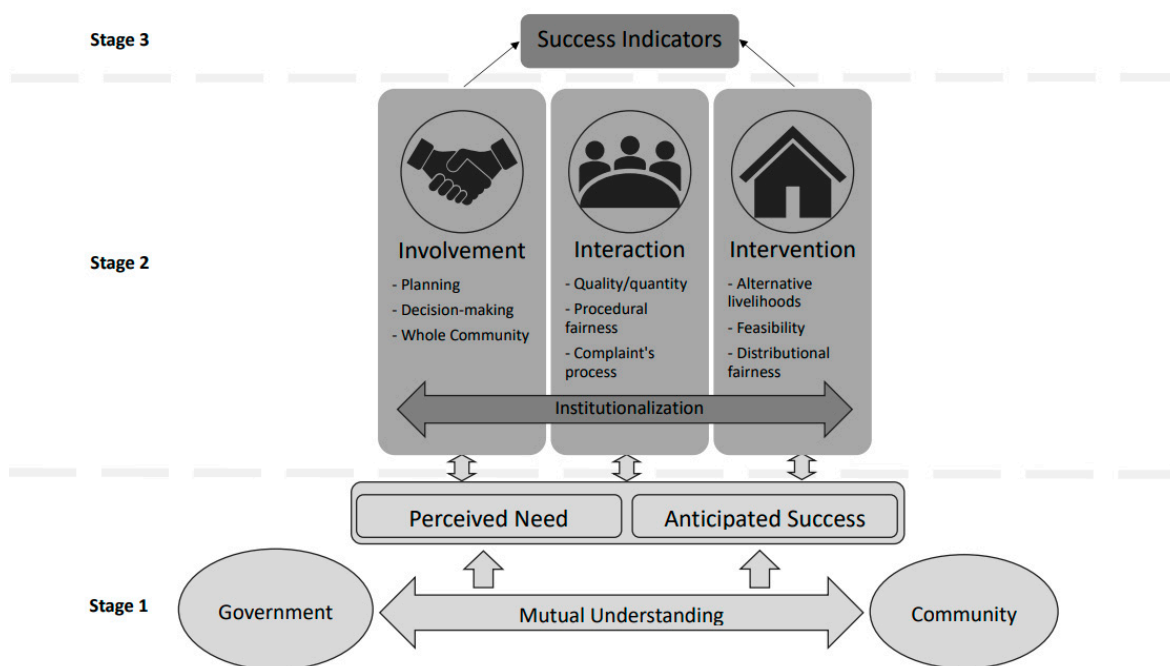 Stage 3
Success Indicators
Stage 2
Involvement
- Planning
- Decision-making
- Whole Community
Interaction
- Quality/quantity
- Procedural
fairness
- Complaint's
process
Intervention
- Alternative
livelihoods
- Feasibility
- Distributional
fairness
Institutionalization
Perceived Need
Anticipated Success
Stage 1
Government
Mutual Understanding
Community